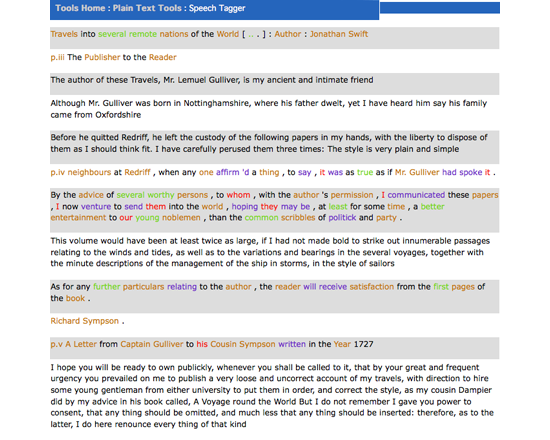 Tools Home : Plain Text Tools : Speech Tagger
Travels into several remote nations of the World [ .. . ] : Author : Jonathan Swift
p.iii The Publisher to the Reader
The author of these Travels, Mr. Lemuel Gulliver, is my ancient and intimate friend
Although Mr. Gulliver was born in Nottinghamshire, where his father dwelt, yet I have heard him say his family
came from Oxfordshire
Before he quitted Redriff, he left the custody of the following papers in my hands, with the liberty to dispose of
them as I should think fit. I have carefully perused them three times: The style is very plain and simple
p.iv neighbours at Redriff , when any one affirm 'd a thing , to say , it was as true as if Mr. Gulliver had spoke it .
By the advice of several worthy persons , to whom , with the author 's permission , I communicated these papers
, I now venture to send them into the world , hoping they may be , at least for some time , a better
entertainment to our young noblemen , than the common scribbles of politick and party .
This volume would have been at least twice as large, if I had not made bold to strike out innumerable passages
relating to the winds and tides, as well as to the variations and bearings in the several voyages, together with
the minute descriptions of the management of the ship in storms, in the style of sailors
As for any further particulars relating to the author , the reader will receive satisfaction from the first pages of
the book .
Richard Sympson .
p.v A Letter from Captain Gulliver to his Cousin Sympson written in the Year 1727
I hope you will be ready to own publickly, whenever you shall be called to it, that by your great and frequent
urgency you prevailed on me to publish a very loose and uncorrect account of my travels, with direction to hire
some young gentleman from either university to put them in order, and correct the style, as my cousin Dampier
did by my advice in his book called, A Voyage round the World But I do not remember I gave you power to
consent, that any thing should be omitted, and much less that any thing should be inserted: therefore, as to the
latter, I do here renounce every thing of that kind